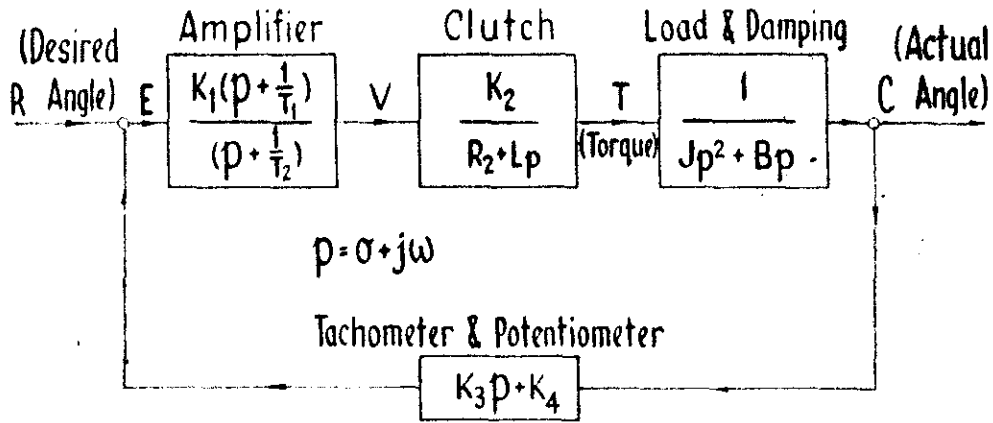 (Desired
R Angle)
E
Amplifier
K₁(p + 1/T₁)
(p + 1/T₂)
V
Clutch
K₂
R₂ + Lp
T
(Torque)
Load & Damping
1
Jp² + Bp
(Actual
C Angle)
p = σ + jω
Tachometer & Potentiometer
K₃p + K₄